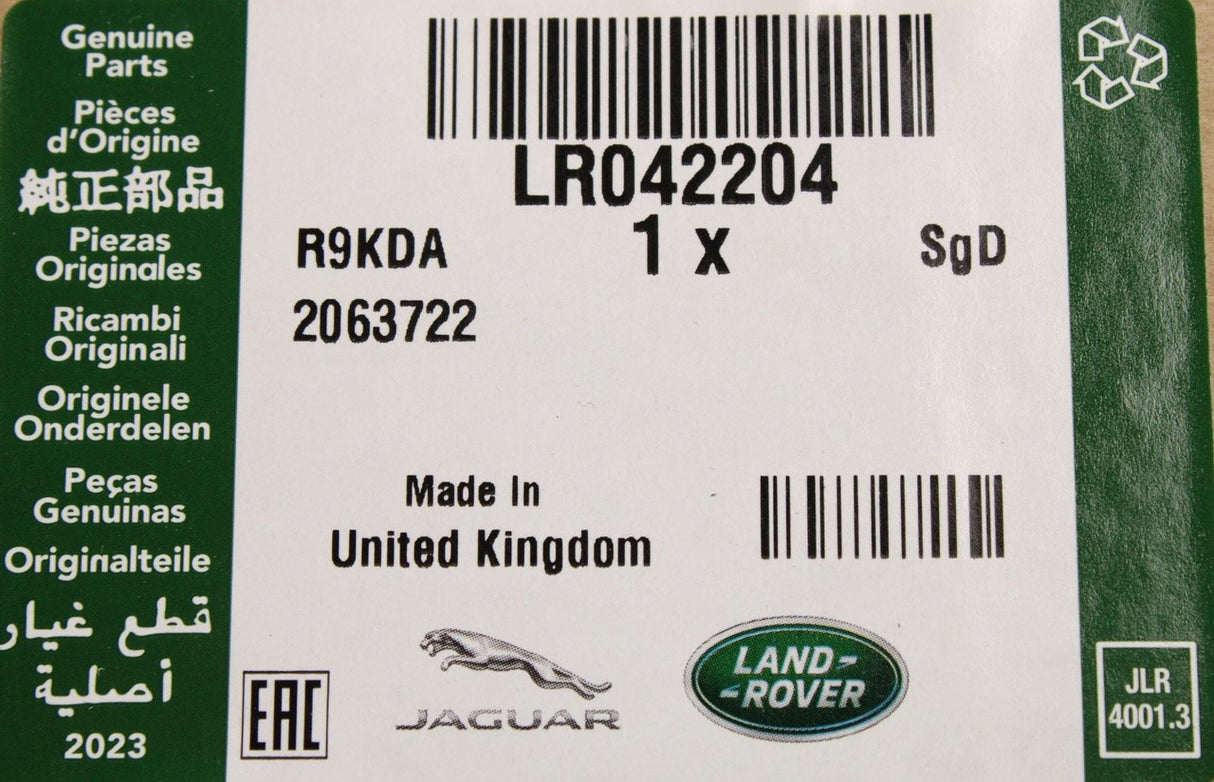 Genuine
Parts
Pièces
d'Origine
純正部品
Piezas
Originales
Ricambi
Originali
Originele
Onderdelen
Peças
Genuinas
Originalteile
قطع غيار
أصلية
2023
LR042204
R9KDA
1 x
SgD
2063722
Made In
United Kingdom
EAC
JAGUAR
LAND-
-ROVER
JLR
4001.3